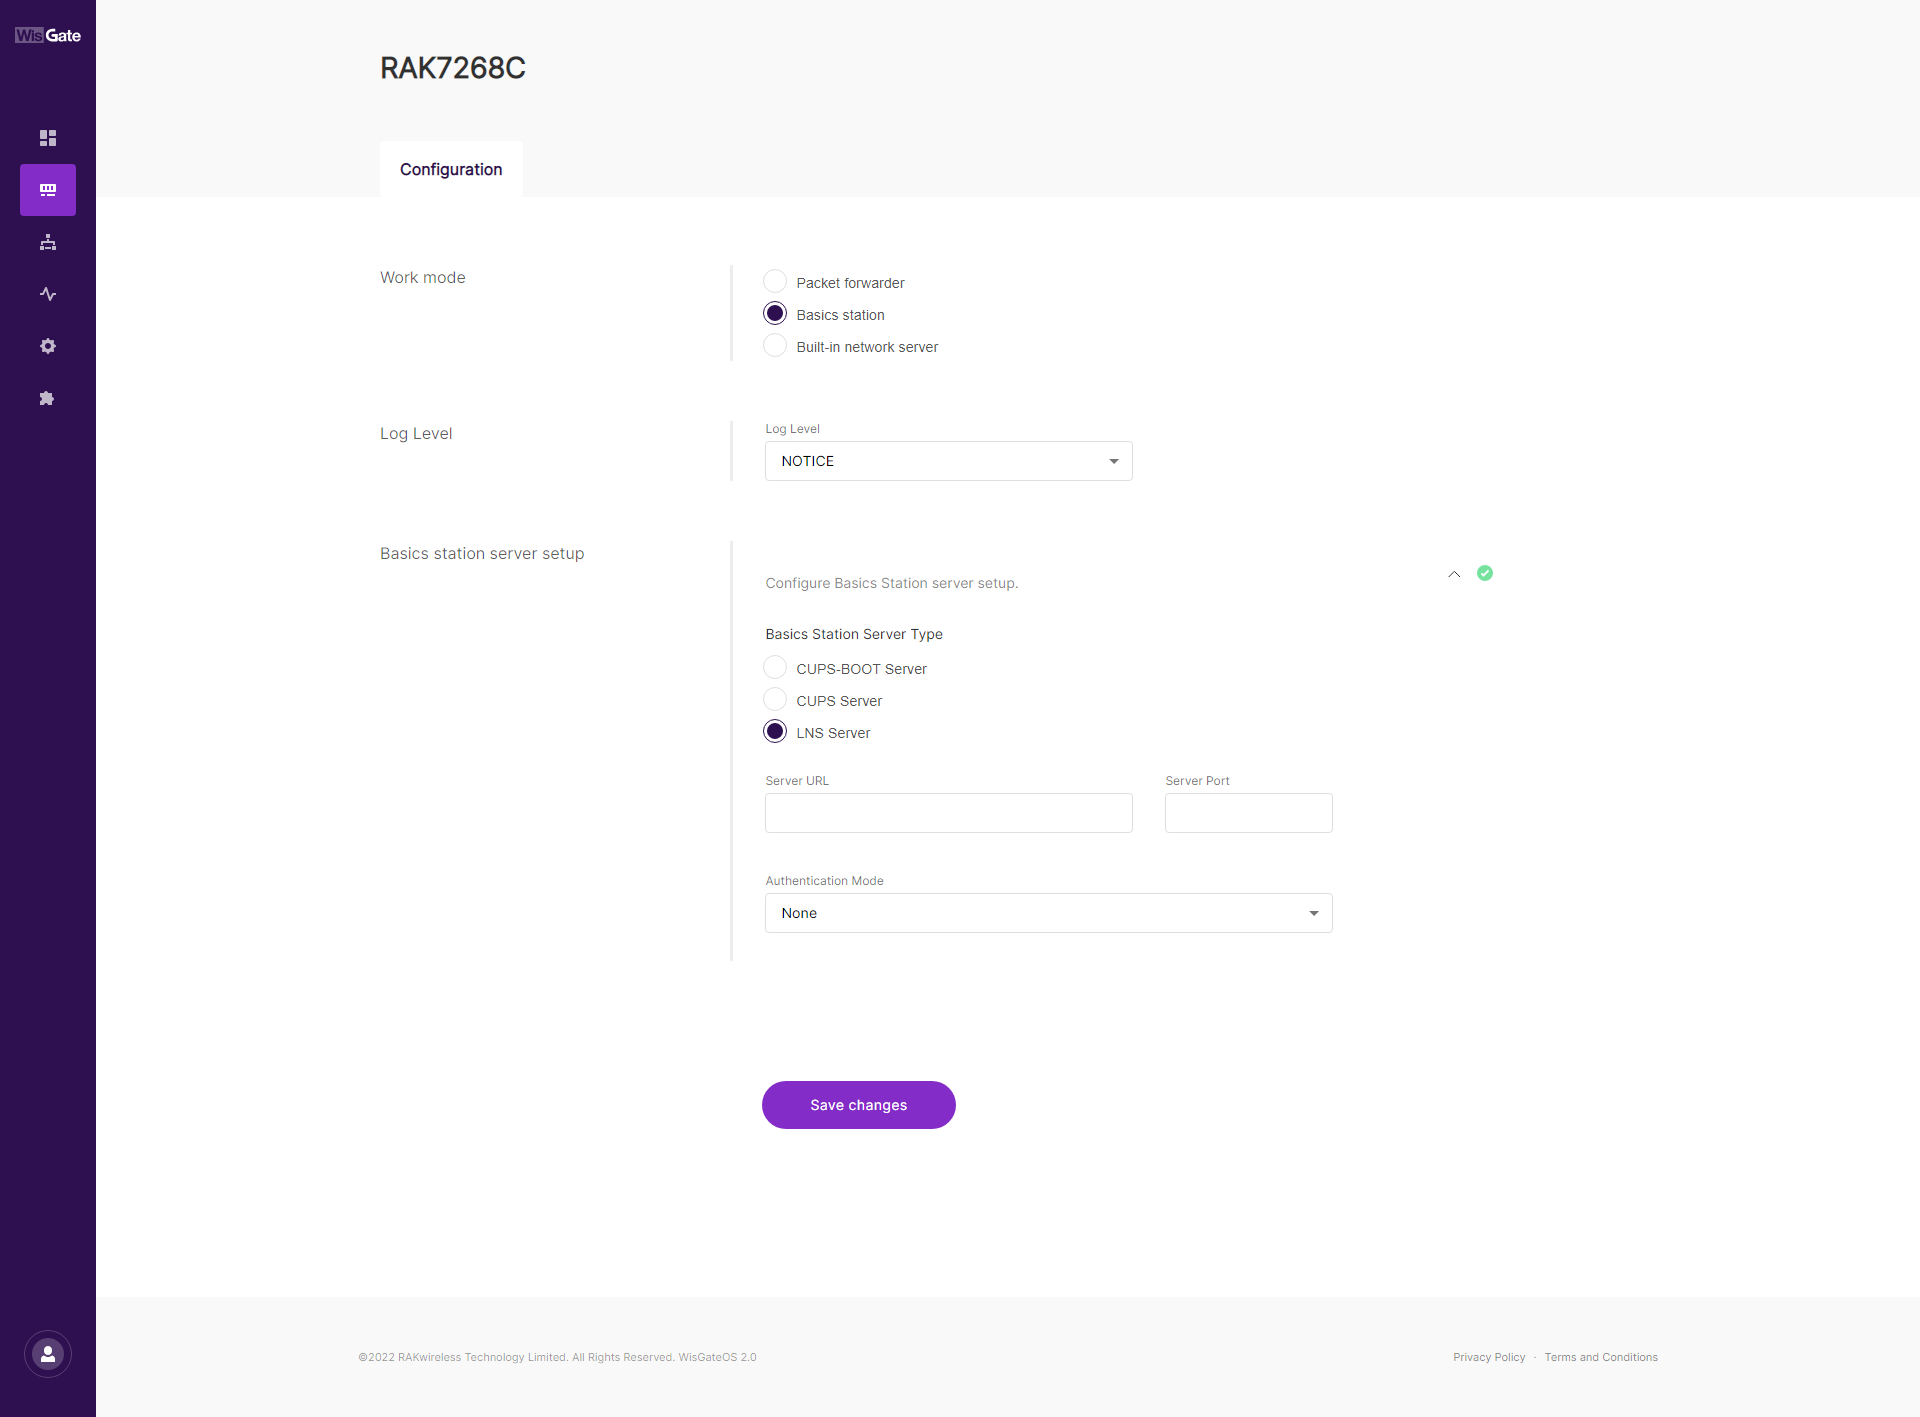 WisGate
RAK7268C
Configuration
Work mode
Packet forwarder
Basics station
Built-in network server
Log Level
Log Level
NOTICE
Basics station server setup
Configure Basics Station server setup.
Basics Station Server Type
CUPS-BOOT Server
CUPS Server
LNS Server
Server URL
Server Port
Authentication Mode
None
Save changes
©2022 RAKwireless Technology Limited. All Rights Reserved. WisGateOS 2.0
Privacy Policy · Terms and Conditions